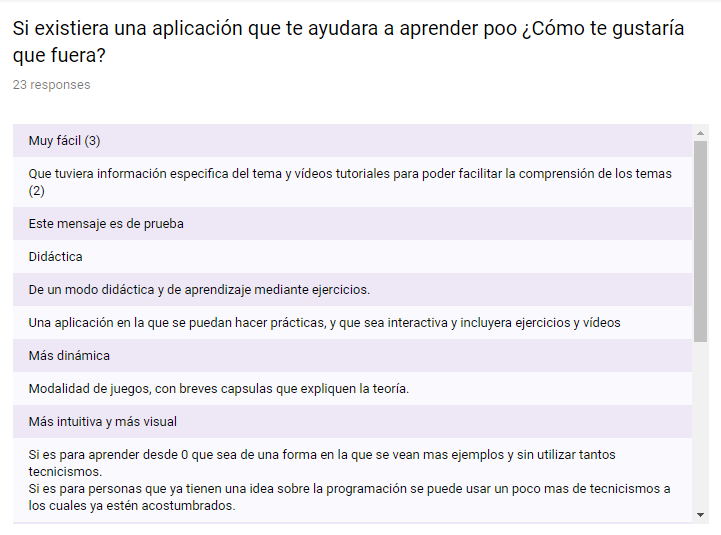 Si existiera una aplicación que te ayudara a aprender poo ¿Cómo te gustaría
que fuera?
23 responses
Muy fácil (3)
Que tuviera información especifica del tema y vídeos tutoriales para poder facilitar la comprensión de los temas
(2)
Este mensaje es de prueba
Didáctica
De un modo didáctica y de aprendizaje mediante ejercicios.
Una aplicación en la que se puedan hacer prácticas, y que sea interactiva y incluyera ejercicios y vídeos
Más dinámica
Modalidad de juegos, con breves capsulas que expliquen la teoría.
Más intuitiva y más visual
Si es para aprender desde 0 que sea de una forma en la que se vean mas ejemplos y sin utilizar tantos
tecnicismos.
Si es para personas que ya tienen una idea sobre la programación se puede usar un poco mas de tecnicismos a
los cuales ya estén acostumbrados.